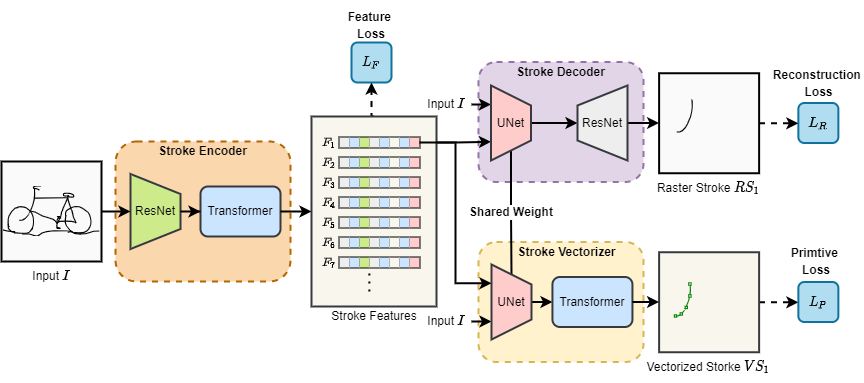 Feature
Loss
L_F
Stroke Encoder
ResNet
Transformer
Input I
F_1
F_2
F_3
F_4
F_5
F_6
F_7
Stroke Features
Stroke Decoder
Input I
UNet
ResNet
Raster Stroke RS_1
Reconstruction
Loss
L_R
Shared Weight
Stroke Vectorizer
UNet
Transformer
Input I
Vectorized Storke VS_1
Primtive
Loss
L_P